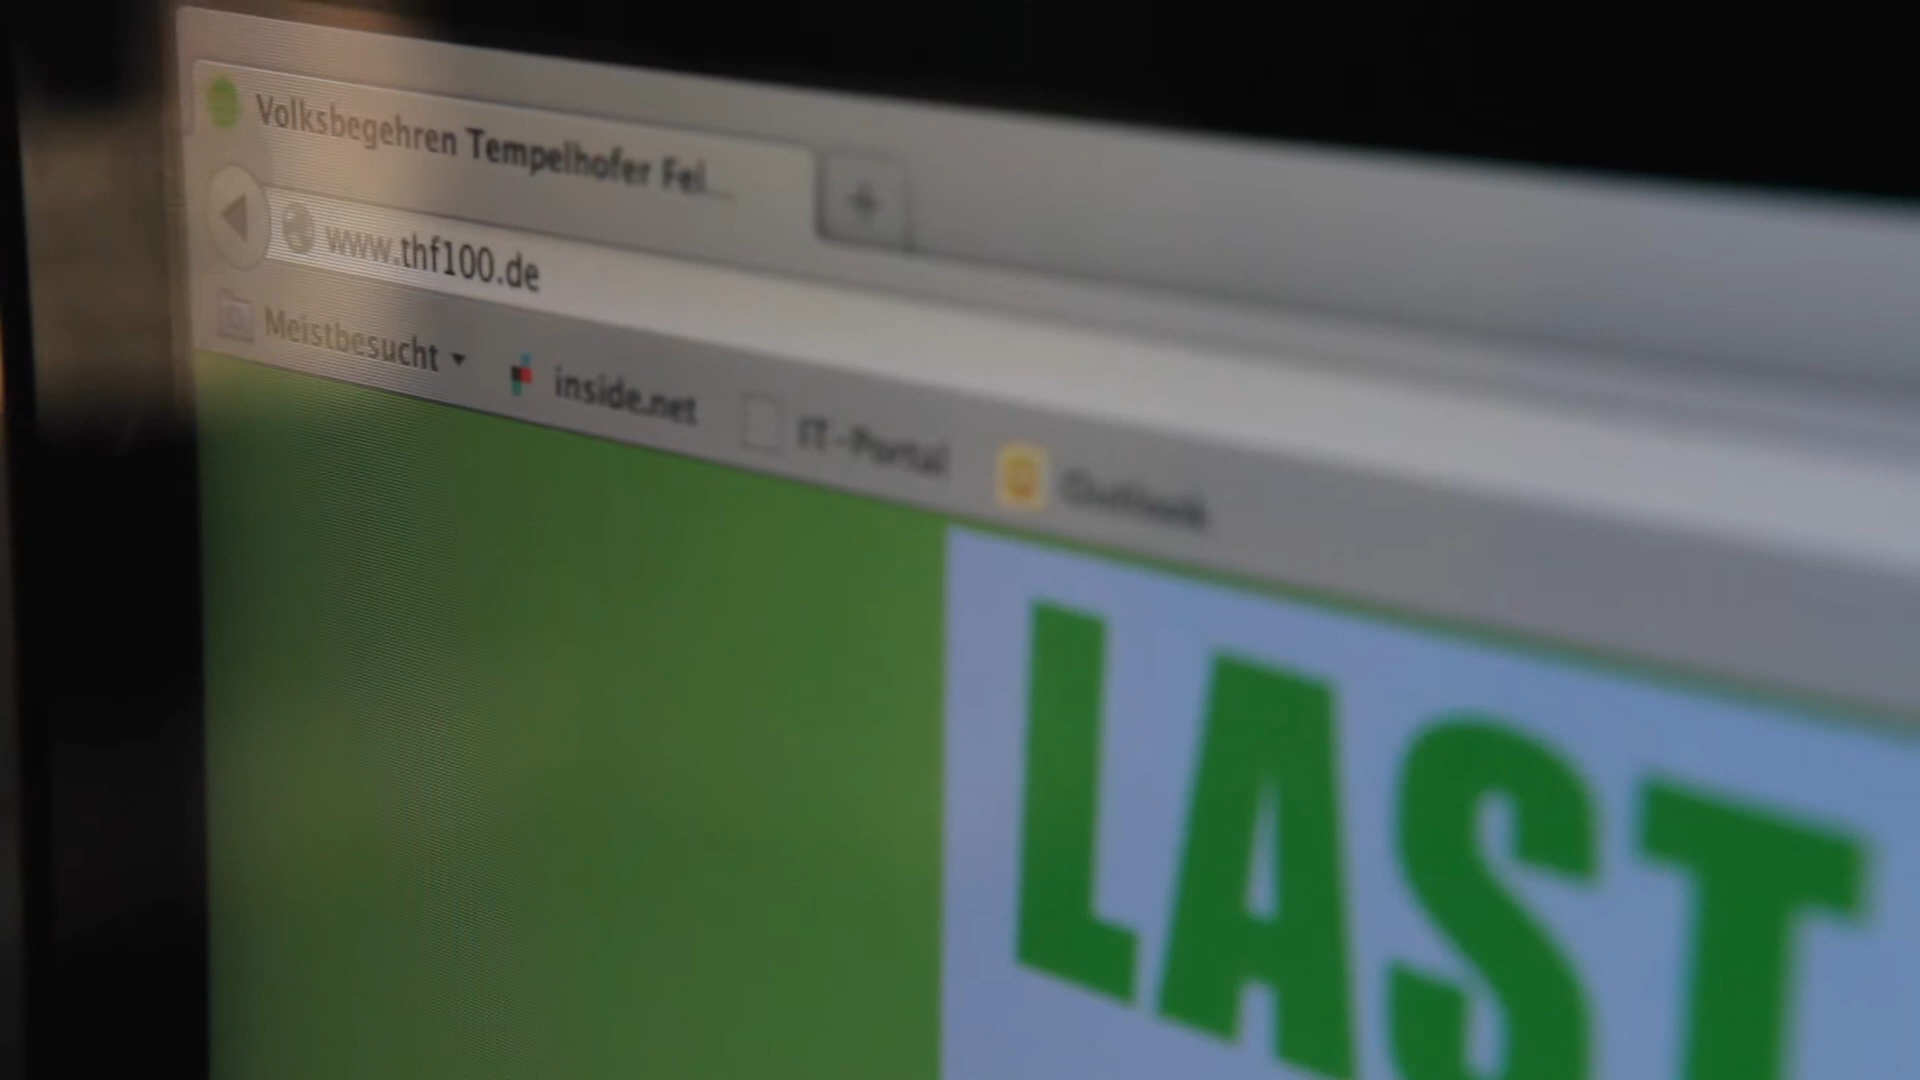 Volksbegehren Tempelhofer Fel...
www.thf100.de
Meistbesucht inside.net IT-Portal
LAST